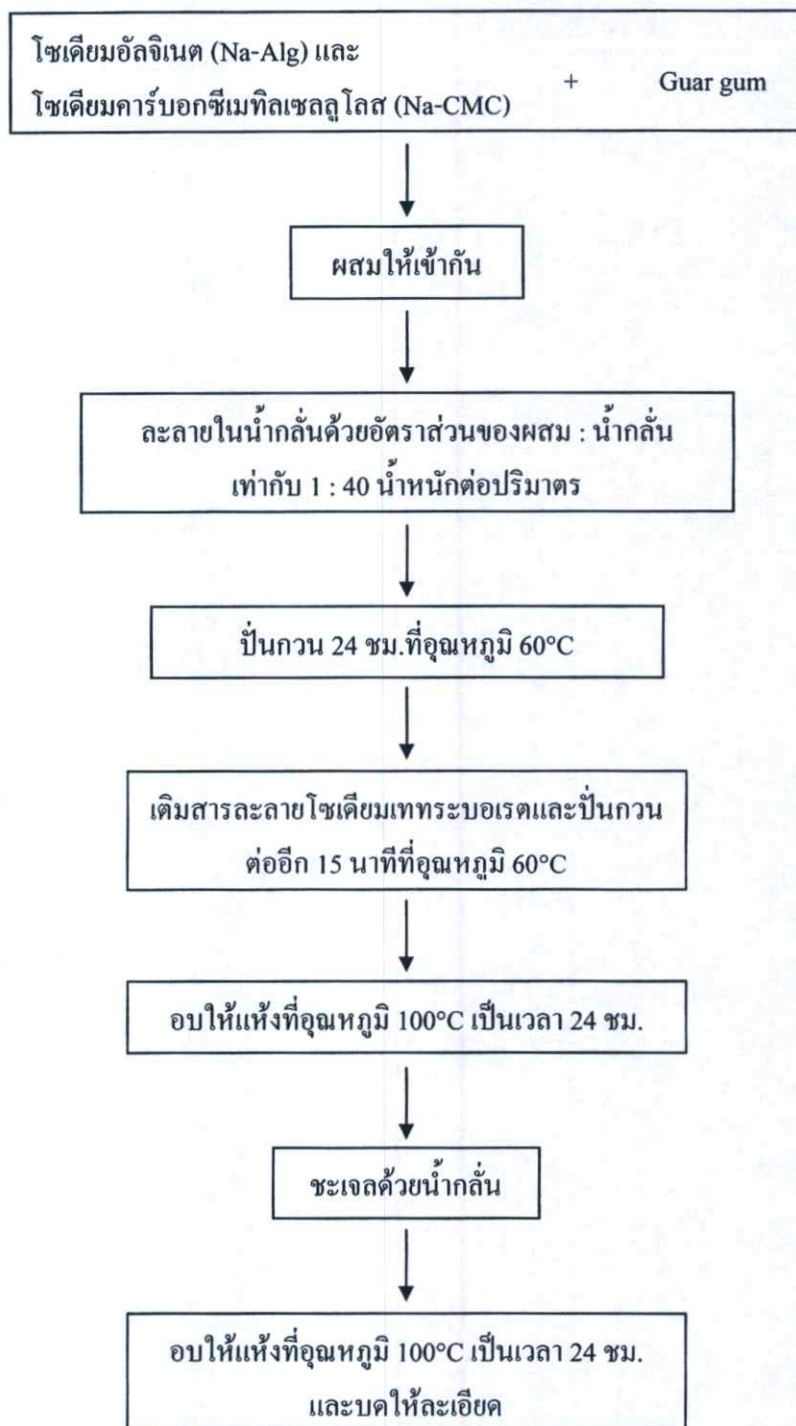 โซเดียมอัลจิเนต (Na-Alg) และ
+ Guar gum
โซเดียมคาร์บอกซีเมทิลเซลลูโลส (Na-CMC)
ผสมให้เข้ากัน
ละลายในน้ำกลั่นด้วยอัตราส่วนของผสม : น้ำกลั่น
เท่ากับ 1 : 40 น้ำหนักต่อปริมาตร
ปั่นกวน 24 ชม.ที่อุณหภูมิ 60°C
เติมสารละลายโซเดียมเททระบอเรตและปั่นกวน
ต่ออีก 15 นาทีที่อุณหภูมิ 60°C
อบให้แห้งที่อุณหภูมิ 100°C เป็นเวลา 24 ชม.
ชะเจลด้วยน้ำกลั่น
อบให้แห้งที่อุณหภูมิ 100°C เป็นเวลา 24 ชม.
และบดให้ละเอียด